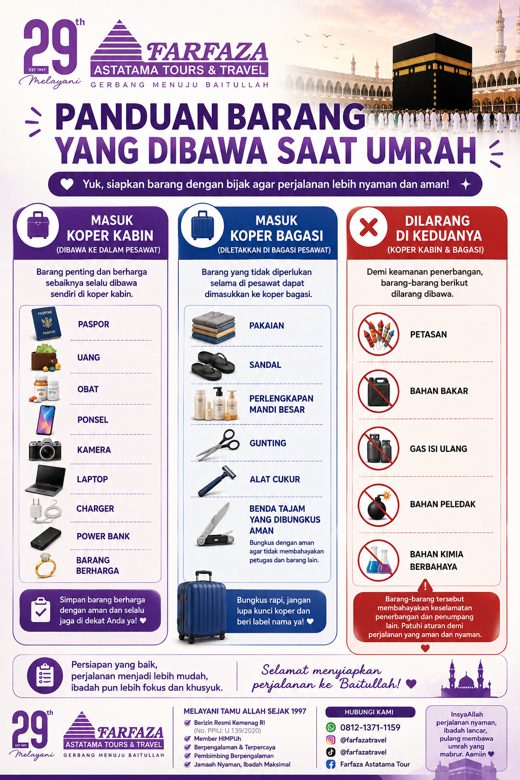 29th
EST 1997
Melayani
FARFAZA
ASTATAMA TOURS & TRAVEL
GERBANG MENUJU BAITULLAH
PANDUAN BARANG
YANG DIBAWA SAAT UMRAH
Yuk, siapkan barang dengan bijak agar perjalanan lebih nyaman dan aman!
MASUK
KOPER KABIN
(DIBAWA KE DALAM PESAWAT)
Barang penting dan berharga
sebaiknya selalu dibawa
sendiri di koper kabin.
PASPOR
UANG
OBAT
PONSEL
KAMERA
LAPTOP
CHARGER
POWER BANK
BARANG
BERHARGA
Simpan barang berharga
dengan aman dan selalu
jaga di dekat Anda ya!
MASUK
KOPER BAGASI
(DILETAKKAN DI BAGASI PESAWAT)
Barang yang tidak diperlukan
selama di pesawat dapat
dimasukkan ke koper bagasi.
PAKAIAN
SANDAL
PERLENGKAPAN
MANDI BESAR
GUNTING
ALAT CUKUR
BENDA TAJAM
YANG DIBUNGKUS
AMAN
Bungkus dengan aman
agar tidak membahayakan
petugas dan barang lain.
Bungkus rapi, jangan
lupa kunci koper dan
beri label nama ya!
DILARANG
DI KEDUANYA
(KOPER KABIN & BAGASI)
Demi keamanan penerbangan,
barang-barang berikut
dilarang dibawa.
PETASAN
BAHAN BAKAR
GAS ISI ULANG
BAHAN PELEDAK
BAHAN KIMIA
BERBAHAYA
Barang-barang tersebut
membahayakan keselamatan
penerbangan dan penumpang
lain. Patuhi aturan demi
perjalanan yang aman dan nyaman.
Persiapan yang baik,
perjalanan menjadi lebih mudah,
ibadah pun lebih fokus dan khusyuk.
Selamat menyiapkan
perjalanan ke Baitullah!
29th
EST 1997
Melayani
FARFAZA
ASTATAMA TOURS & TRAVEL
GERBANG MENUJU BAITULLAH
MELAYANI TAMU ALLAH SEJAK 1997
Berizin Resmi Kemenag RI
(No. PPIU: U.139/2020)
Member HIMPUH
Berpengalaman & Terpercaya
Pembimbing Berpengalaman
Jamaah Nyaman, Ibadah Maksimal
HUBUNGI KAMI
0812-1371-1159
@farfazatravel
@farfazatravel
Farfaza Astatama Tour
InsyaAllah
perjalanan nyaman,
ibadah lancar,
pulang membawa
umrah yang
mabrur. Aamiin